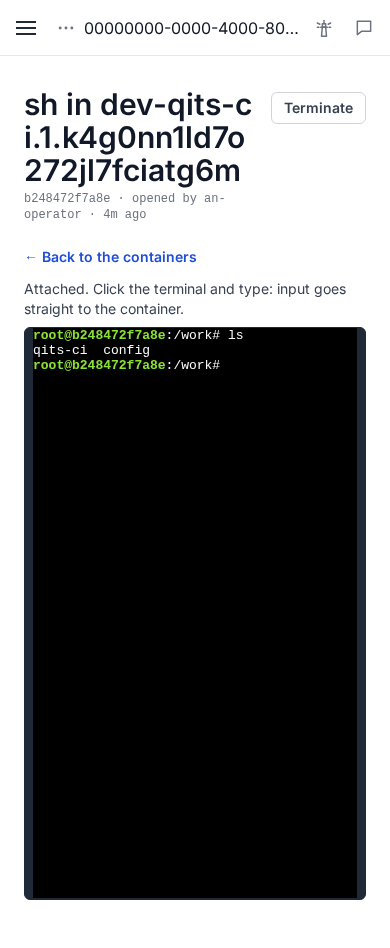 00000000-0000-4000-80...
sh in dev-qits-c
i.1.k4g0nn1ld7o
272jl7fciatg6m
Terminate
b248472f7a8e · opened by an-
operator · 4m ago
← Back to the containers
Attached. Click the terminal and type: input goes
straight to the container.
root@b248472f7a8e:/work# ls
qits-ci  config
root@b248472f7a8e:/work#